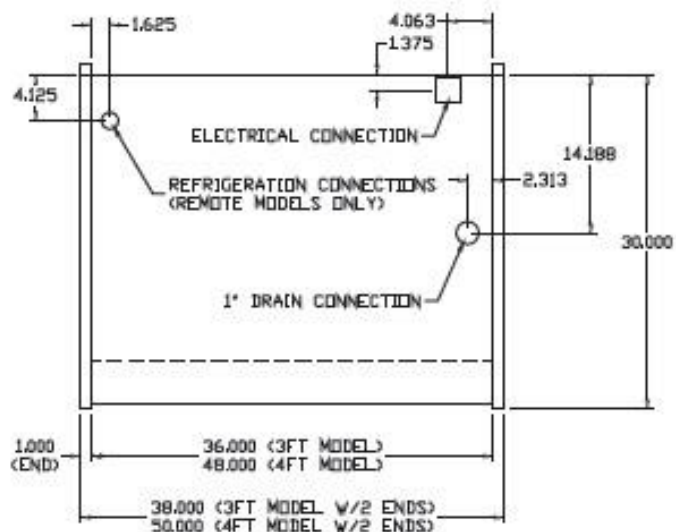 1.625
4.063
1.375
4.125
ELECTRICAL CONNECTION
14.188
REFRIGERATION CONNECTIONS
(REMOTE MODELS ONLY)
2.313
30.000
1" DRAIN CONNECTION
1.000
(END)
36.000 (3FT MODEL)
48.000 (4FT MODEL)
38.000 (3FT MODEL W/2 ENDS)
50.000 (4FT MODEL W/2 ENDS)